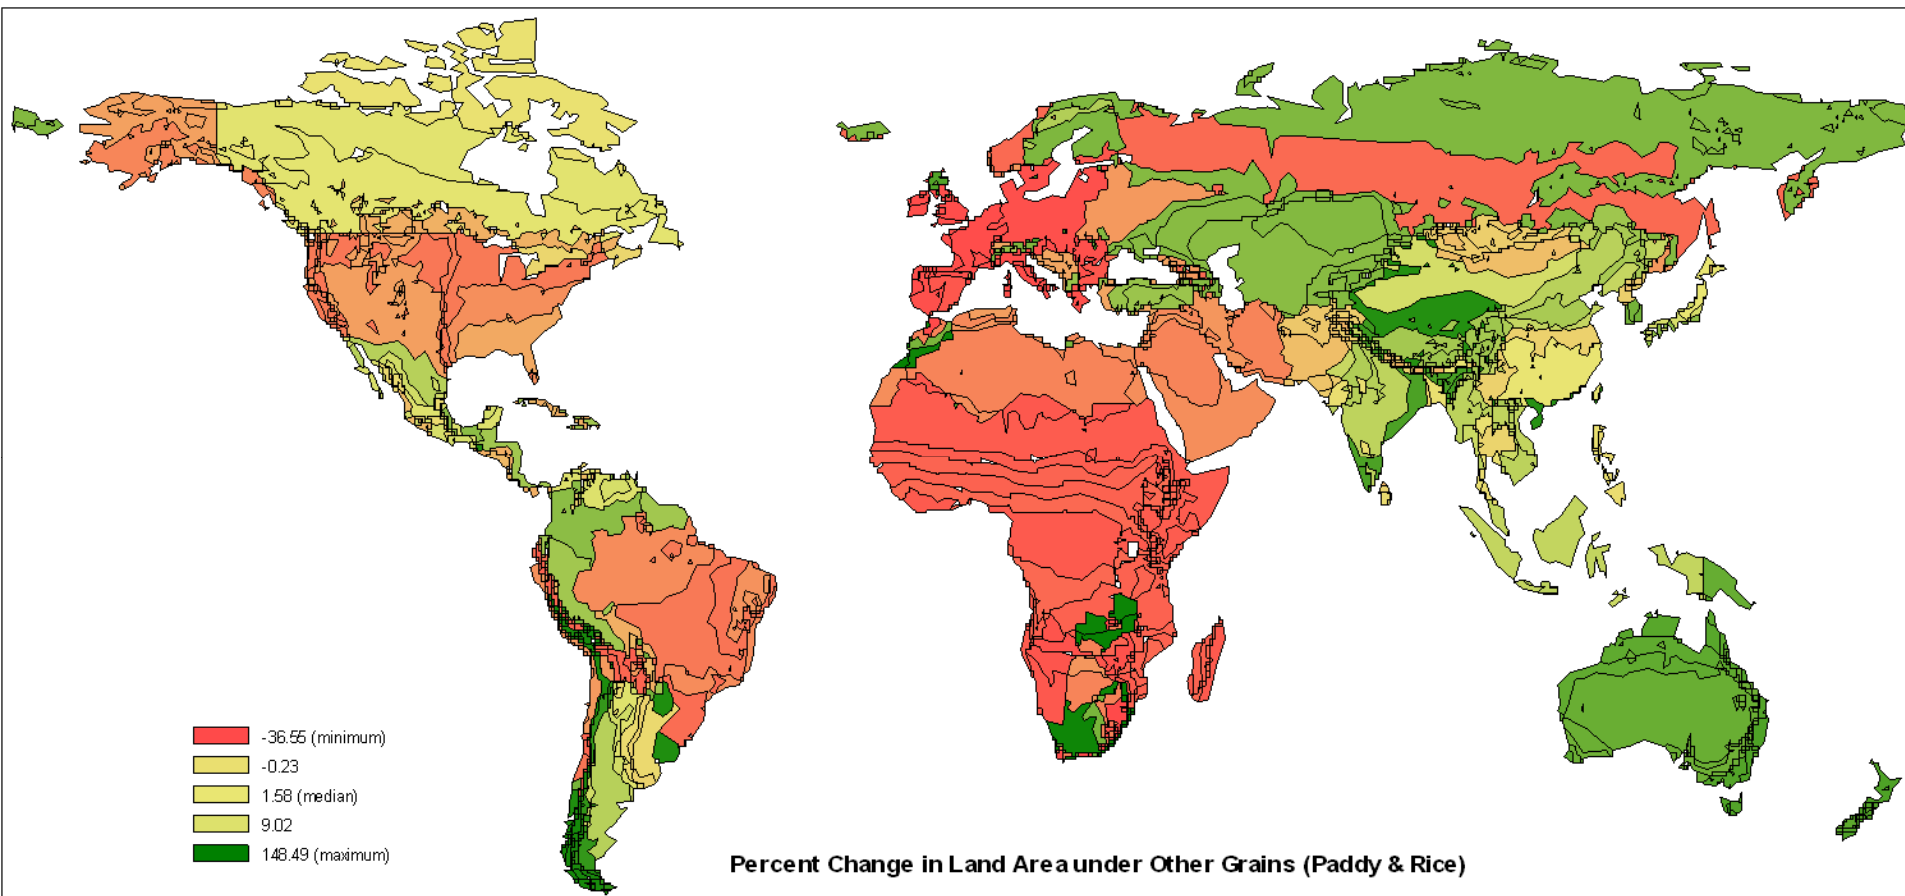 -36.55 (minimum)
-0.23
1.58 (median)
9.02
148.49 (maximum)
Percent Change in Land Area under Other Grains (Paddy & Rice)